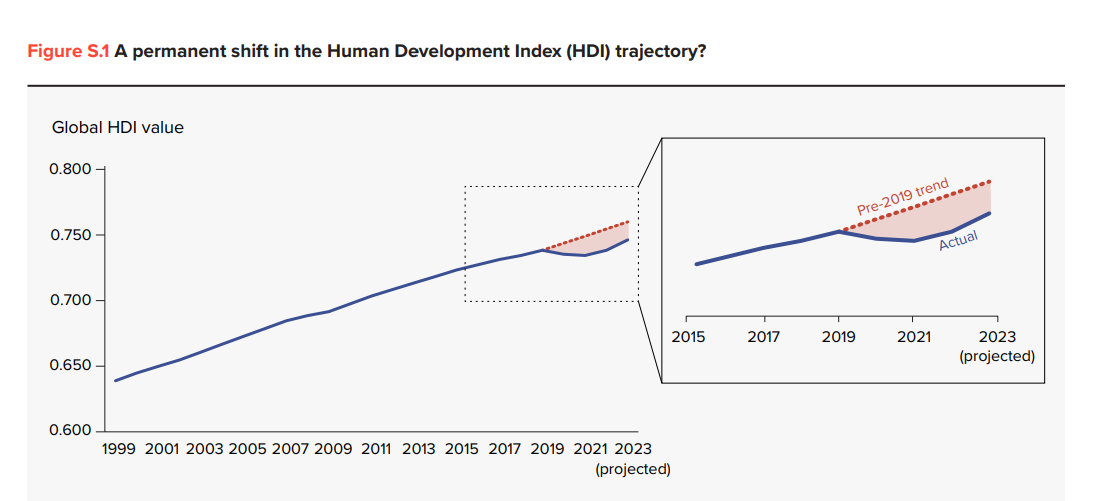 Figure S.1 A permanent shift in the Human Development Index (HDI) trajectory?
Global HDI value
0.800
0.750
0.700
0.650
0.600
1999 2001 2003 2005 2007 2009 2011 2013 2015 2017 2019 2021 2023
(projected)
Pre-2019 trend
Actual
2015 2017 2019 2021 2023
(projected)